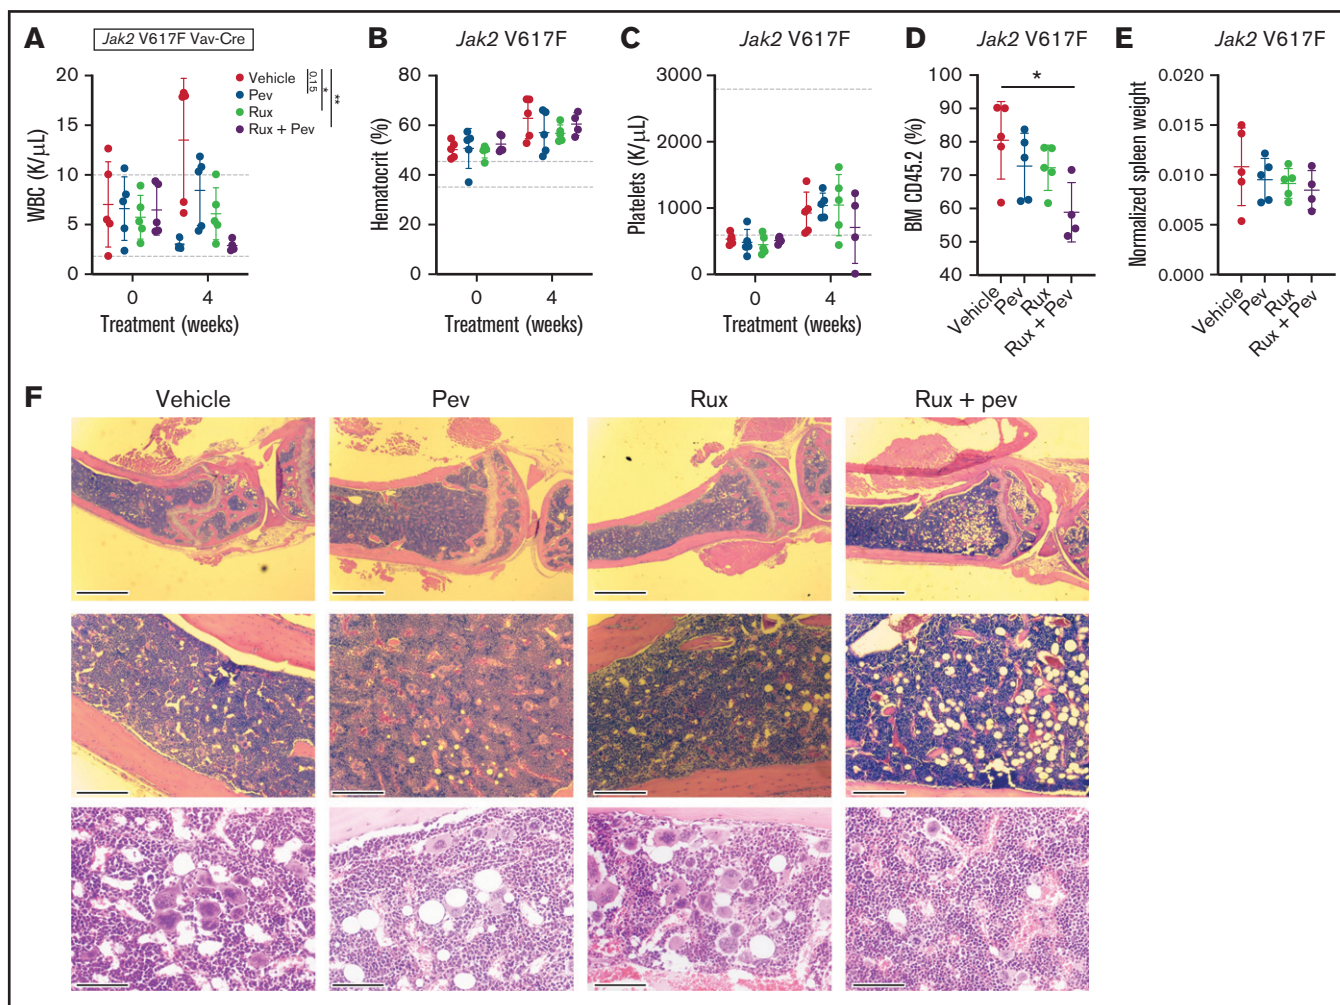 A
Jak2 V617F Vav-Cre
WBC (K/µL)
20
15
10
5
0
0
4
Treatment (weeks)
Vehicle
Pev
Rux
Rux + Pev
0.15
*
**
B
Jak2 V617F
Hematocrit (%)
80
60
40
20
0
0
4
Treatment (weeks)
C
Jak2 V617F
Platelets (K/µL)
3000
2000
1000
0
0
4
Treatment (weeks)
D
Jak2 V617F
BM CD45.2 (%)
100
90
80
70
60
50
40
*
Vehicle
Pev
Rux
Rux + Pev
E
Jak2 V617F
Normalized spleen weight
0.020
0.015
0.010
0.005
0.000
Vehicle
Pev
Rux
Rux + Pev
F
Vehicle
Pev
Rux
Rux + pev